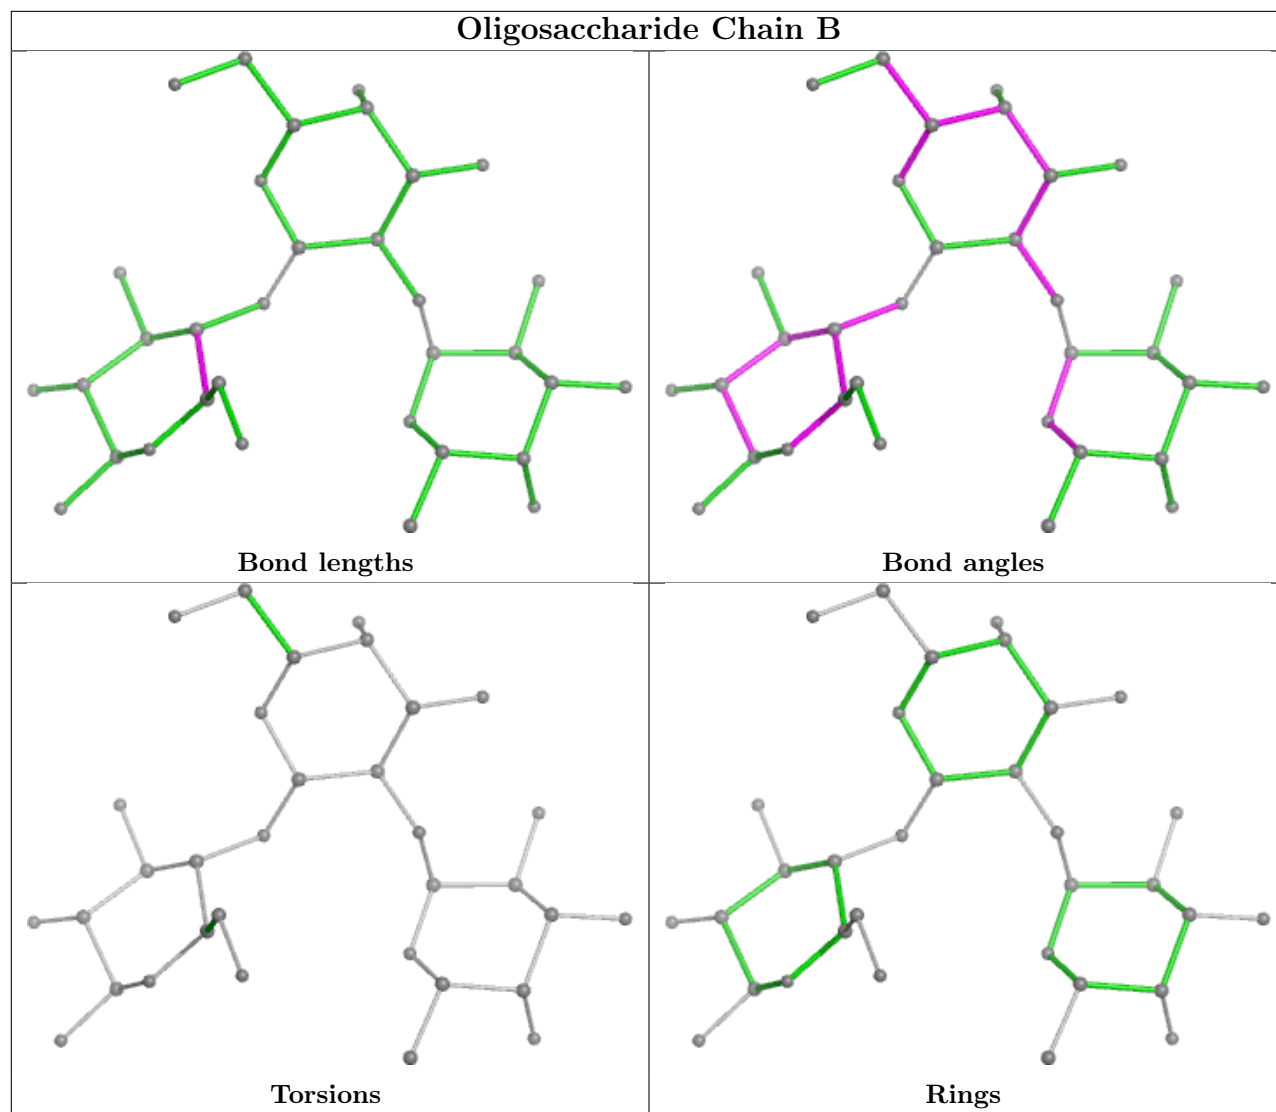 Oligosaccharide Chain B
Bond lengths
Bond angles
Torsions
Rings